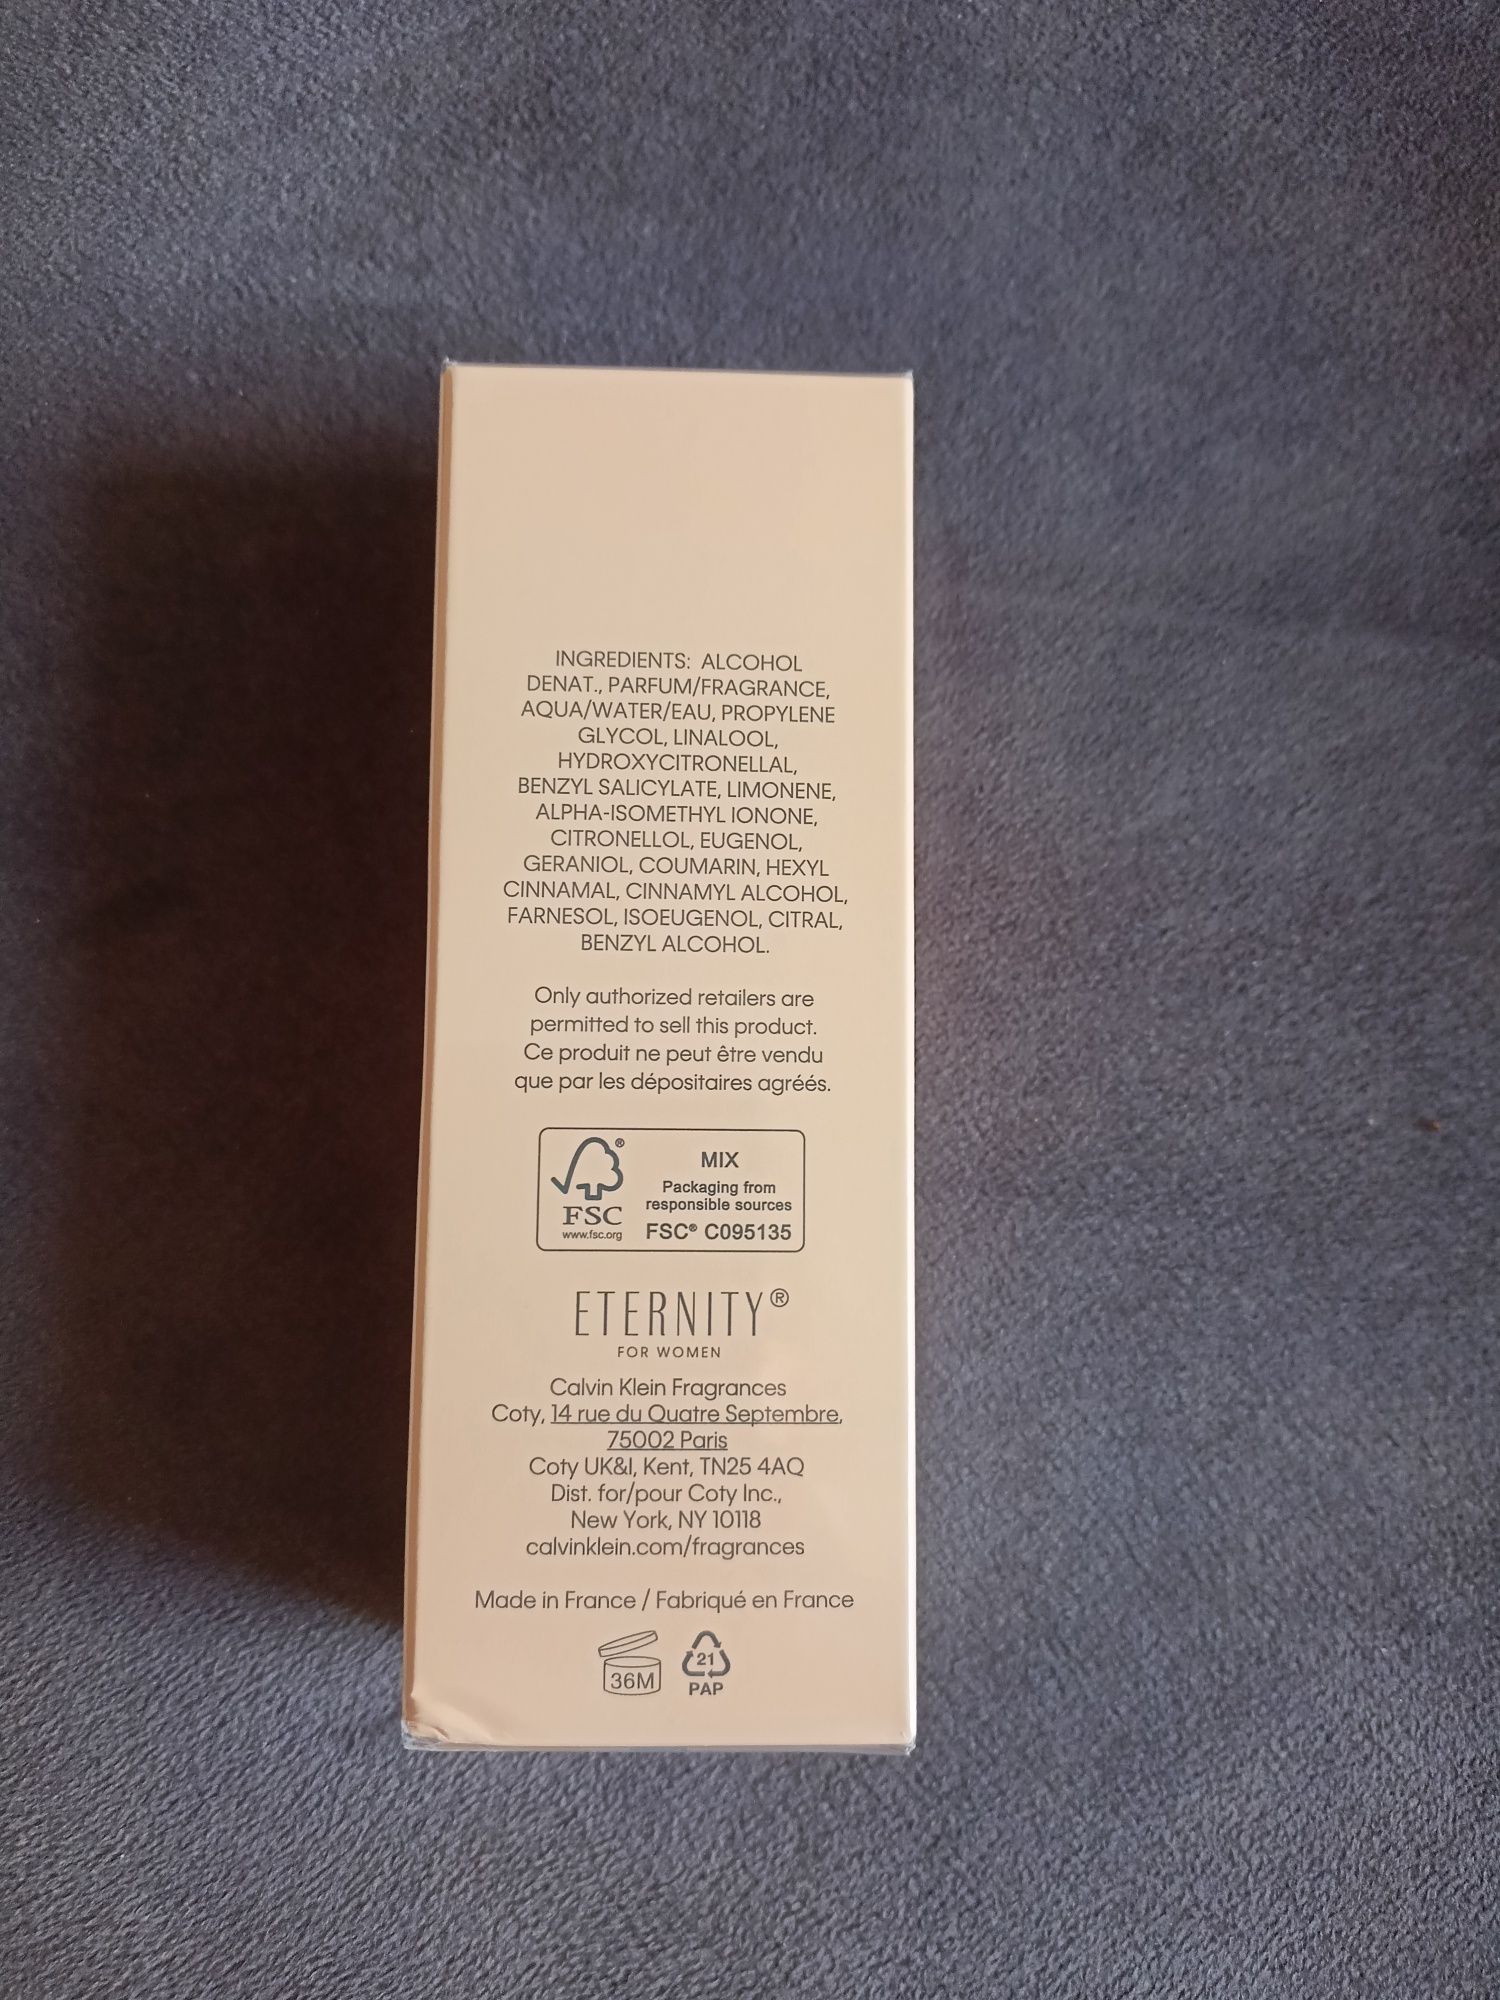 INGREDIENTS: ALCOHOL
DENAT., PARFUM/FRAGRANCE,
AQUA/WATER/EAU, PROPYLENE
GLYCOL, LINALOOL,
HYDROXYCITRONELLAL,
BENZYL SALICYLATE, LIMONENE,
ALPHA-ISOMETHYL IONONE,
CITRONELLOL, EUGENOL,
GERANIOL, COUMARIN, HEXYL
CINNAMAL, CINNAMYL ALCOHOL,
FARNESOL, ISOEUGENOL, CITRAL,
BENZYL ALCOHOL.
Only authorized retailers are
permitted to sell this product.
Ce produit ne peut être vendu
que par les dépositaires agréés.
®
FSC
www.fsc.org
MIX
Packaging from
responsible sources
FSC® C095135
ETERNITY®
FOR WOMEN
Calvin Klein Fragrances
Coty, 14 rue du Quatre Septembre,
75002 Paris
Coty UK&I, Kent, TN25 4AQ
Dist. for/pour Coty Inc.,
New York, NY 10118
calvinklein.com/fragrances
Made in France / Fabriqué en France
36M
21
PAP